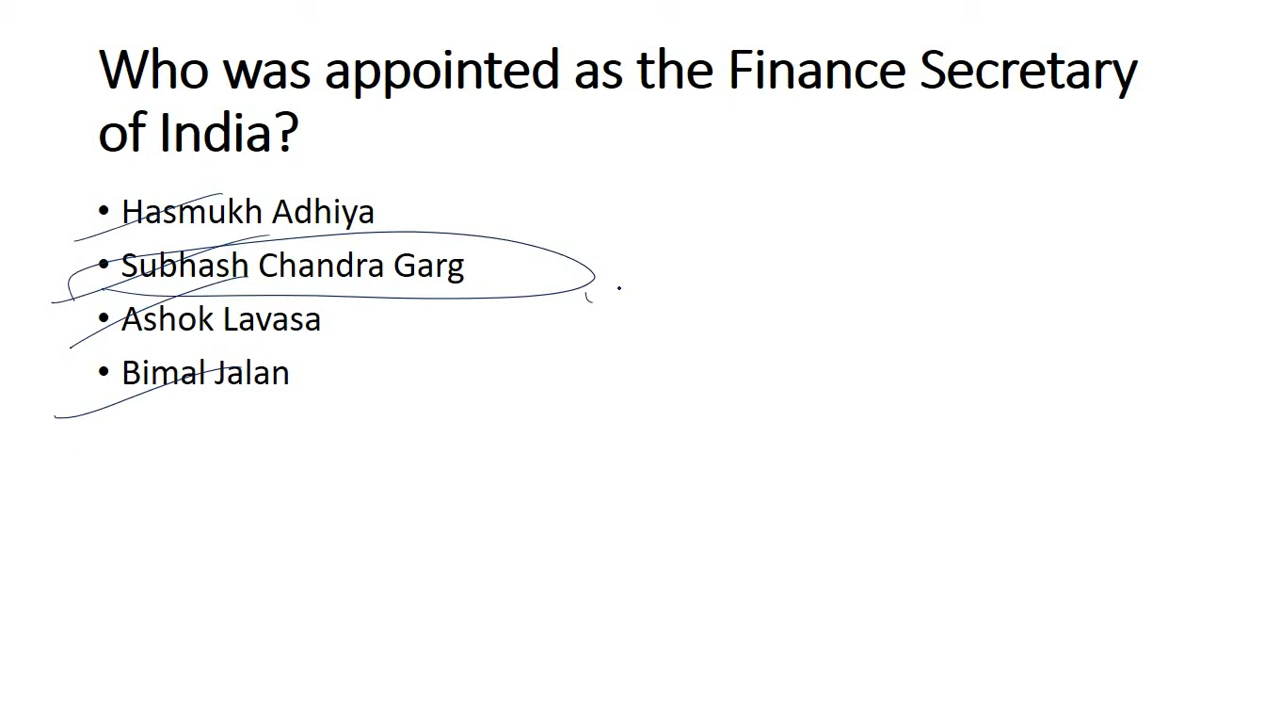 Who was appointed as the Finance Secretary
of India?
• Hasmukh Adhiya
• Subhash Chandra Garg
• Ashok Lavasa
• Bimal Jalan